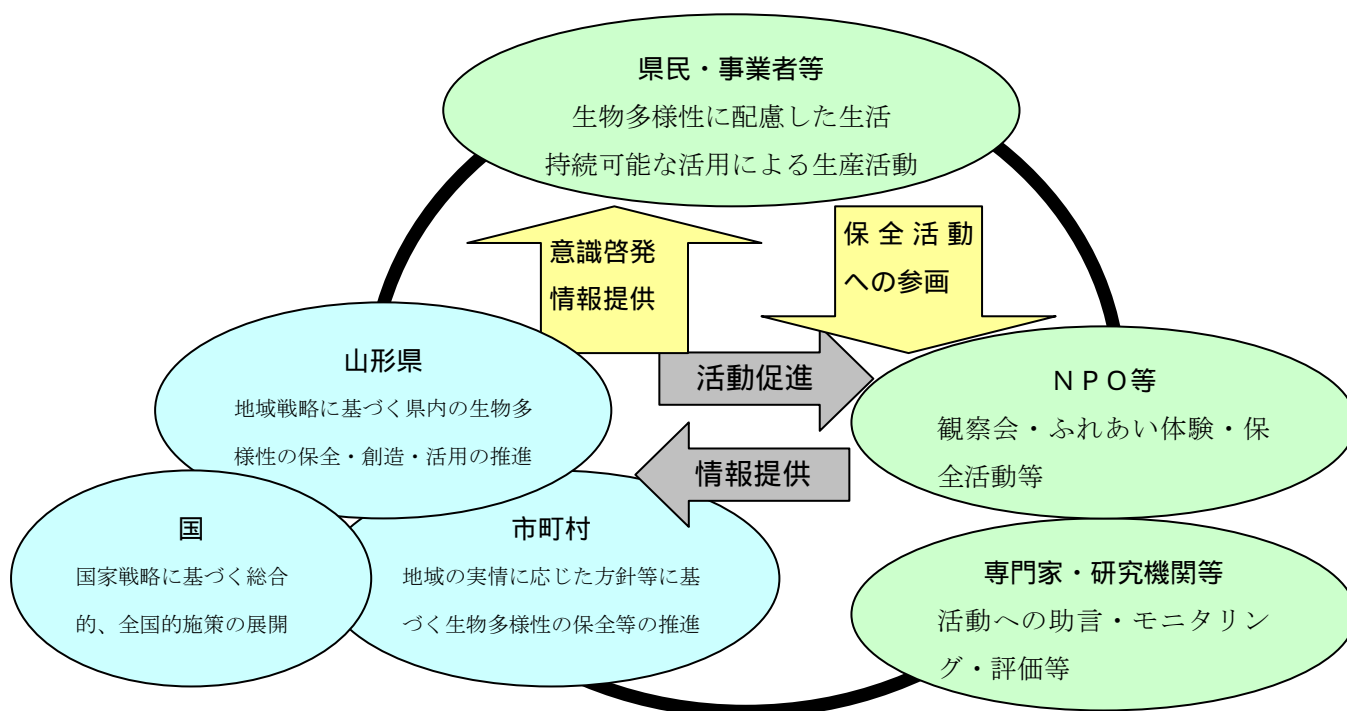 県民・事業者等
生物多様性に配慮した生活
持続可能な活用による生産活動
意識啓発
情報提供
保全活動
への参画
山形県
地域戦略に基づく県内の生物多
様性の保全・創造・活用の推進
活動促進
ＮＰＯ等
観察会・ふれあい体験・保
全活動等
情報提供
国
国家戦略に基づく総合
的、全国的施策の展開
市町村
地域の実情に応じた方針等に基
づく生物多様性の保全等の推進
専門家・研究機関等
活動への助言・モニタリン
グ・評価等